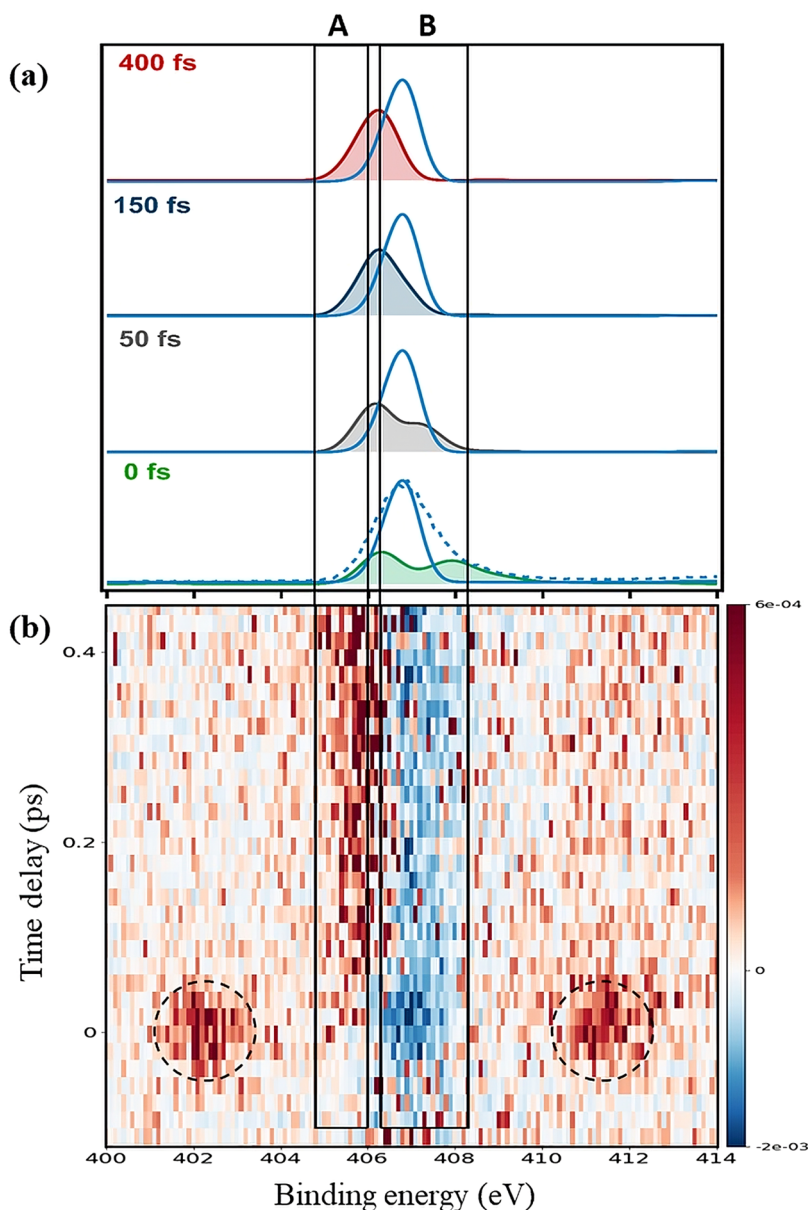 A B
(a)
400 fs
150 fs
50 fs
0 fs
(b)
6e-04
0.4
0.2
0
0
-2e-03
Time delay (ps)
400 402 404 406 408 410 412 414
Binding energy (eV)